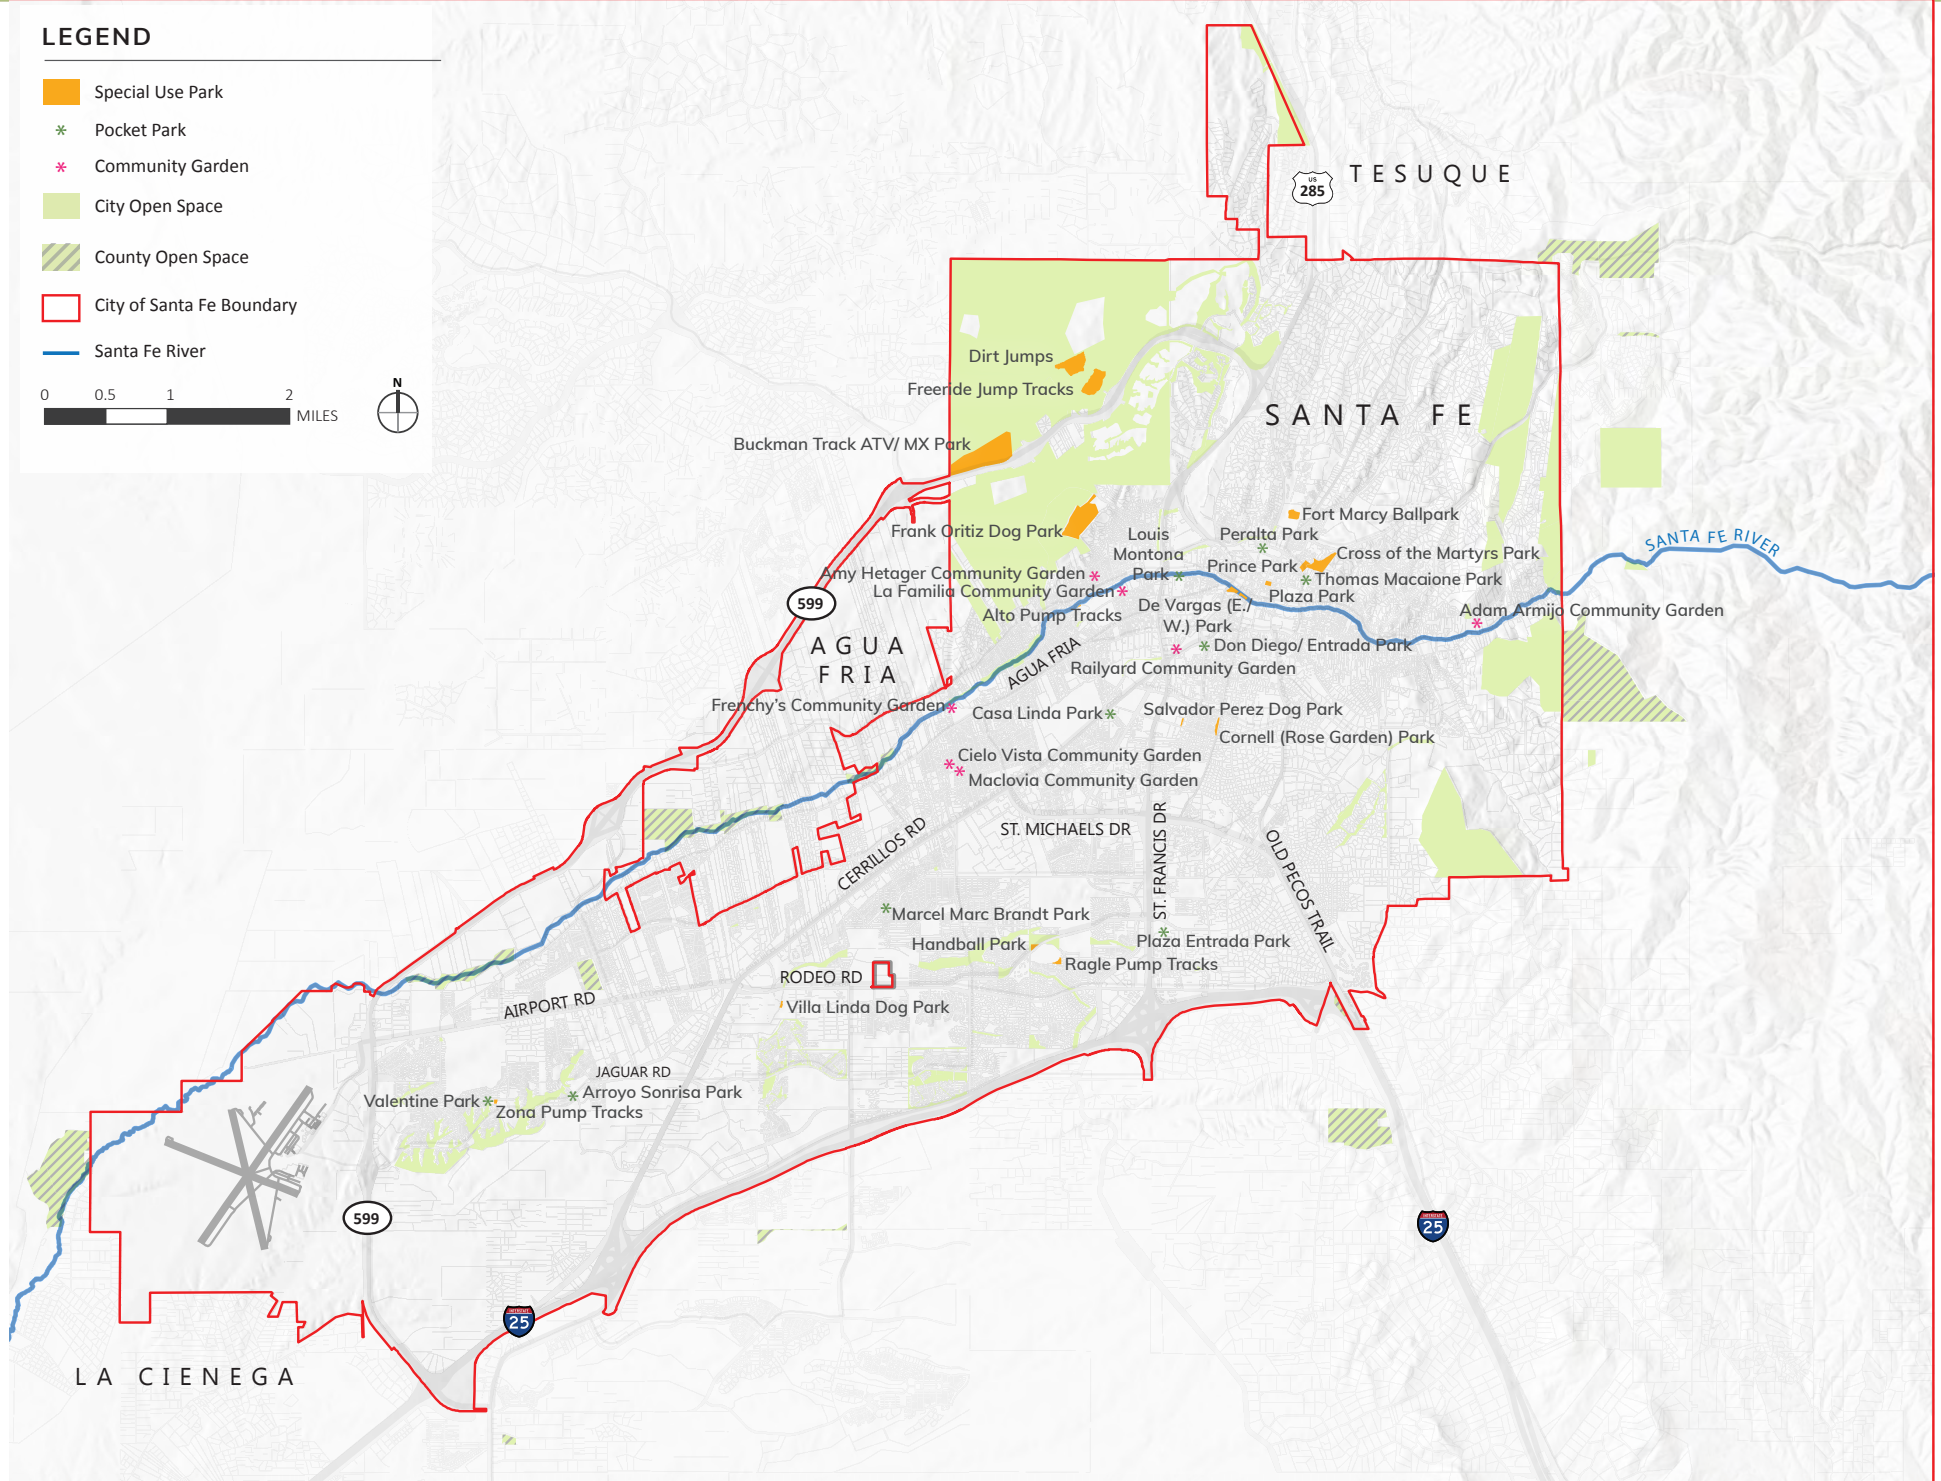 LEGEND
Special Use Park
Pocket Park
Community Garden
City Open Space
County Open Space
City of Santa Fe Boundary
Santa Fe River
0 0.5 1 2
MILES
N
US
285
TESUQUE
Dirt Jumps
Freeride Jump Tracks
SANTA FE
Buckman Track ATV/ MX Park
Frank Oritiz Dog Park
Fort Marcy Ballpark
Louis
Montona
Park
Peralta Park
Cross of the Martyrs Park
SANTA FE RIVER
Prince Park
Amy Hetager Community Garden
Thomas Macaione Park
La Familia Community Garden
Plaza Park
599
Alto Pump Tracks
De Vargas (E./
W.) Park
Adam Armijo Community Garden
AGUA
FRIA
AGUA FRIA
Don Diego/ Entrada Park
Railyard Community Garden
Frenchy's Community Garden
Casa Linda Park
Salvador Perez Dog Park
Cornell (Rose Garden) Park
Cielo Vista Community Garden
Maclovia Community Garden
CERRILLOS RD
ST. MICHAELS DR
ST. FRANCIS DR
OLD PECOS TRAIL
Marcel Marc Brandt Park
Handball Park
Plaza Entrada Park
Ragle Pump Tracks
RODEO RD
AIRPORT RD
Villa Linda Dog Park
JAGUAR RD
Arroyo Sonrisa Park
Valentine Park
Zona Pump Tracks
599
INTERSTATE
25
INTERSTATE
25
LA CIENEGA